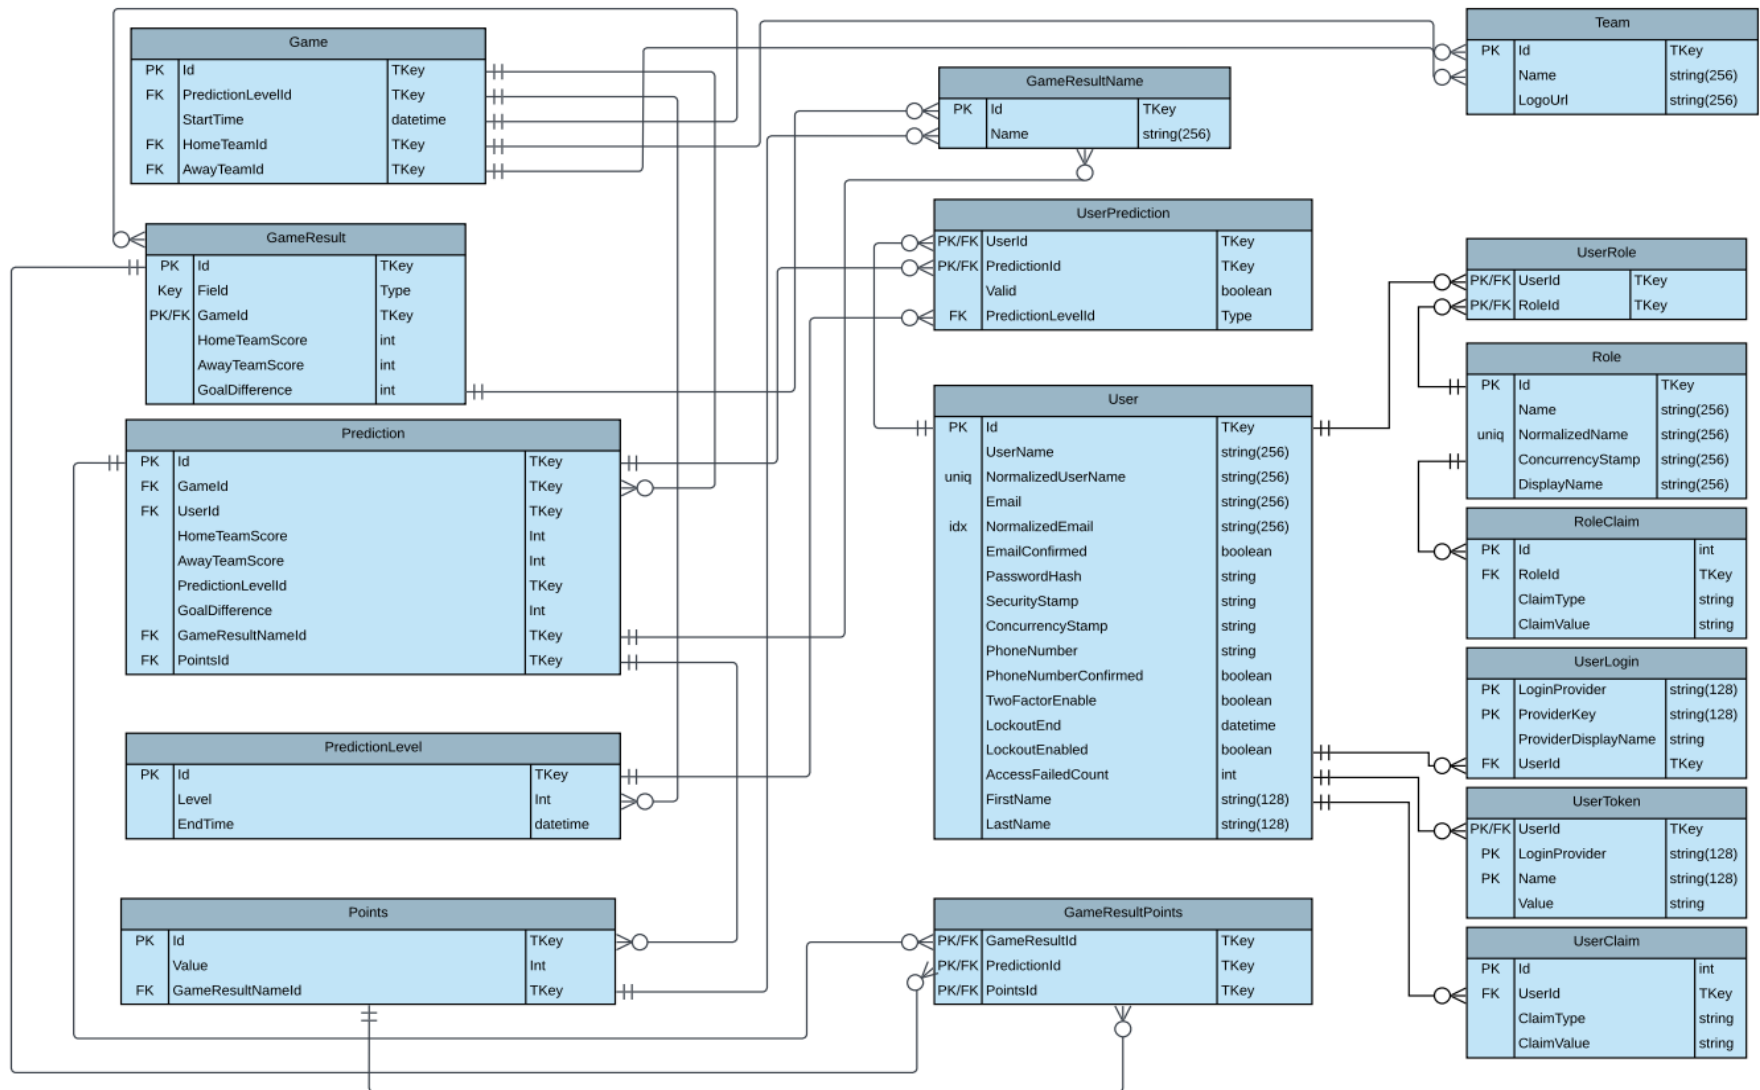 Game
PK Id TKey
FK PredictionLevelId TKey
StartTime datetime
FK HomeTeamId TKey
FK AwayTeamId TKey
GameResult
PK Id TKey
Key Field Type
PK/FK GameId TKey
HomeTeamScore int
AwayTeamScore int
GoalDifference int
Prediction
PK Id TKey
FK GameId TKey
FK UserId TKey
HomeTeamScore Int
AwayTeamScore Int
PredictionLevelId TKey
GoalDifference Int
FK GameResultNameId TKey
FK PointsId TKey
PredictionLevel
PK Id TKey
Level Int
EndTime datetime
Points
PK Id TKey
Value Int
FK GameResultNameId TKey
GameResultName
PK Id TKey
Name string(256)
UserPrediction
PK/FK UserId TKey
PK/FK PredictionId TKey
Valid boolean
FK PredictionLevelId Type
User
PK Id TKey
UserName string(256)
uniq NormalizedUserName string(256)
Email string(256)
idx NormalizedEmail string(256)
EmailConfirmed boolean
PasswordHash string
SecurityStamp string
ConcurrencyStamp string
PhoneNumber string
PhoneNumberConfirmed boolean
TwoFactorEnable boolean
LockoutEnd datetime
LockoutEnabled boolean
AccessFailedCount int
FirstName string(128)
LastName string(128)
GameResultPoints
PK/FK GameResultId TKey
PK/FK PredictionId TKey
PK/FK PointsId TKey
Team
PK Id TKey
Name string(256)
LogoUrl string(256)
UserRole
PK/FK UserId TKey
PK/FK RoleId TKey
Role
PK Id TKey
Name string(256)
uniq NormalizedName string(256)
ConcurrencyStamp string(256)
DisplayName string(256)
RoleClaim
PK Id int
FK RoleId TKey
ClaimType string
ClaimValue string
UserLogin
PK LoginProvider string(128)
PK ProviderKey string(128)
ProviderDisplayName string
FK UserId TKey
UserToken
PK/FK UserId TKey
PK LoginProvider string(128)
PK Name string(128)
Value string
UserClaim
PK Id int
FK UserId TKey
ClaimType string
ClaimValue string